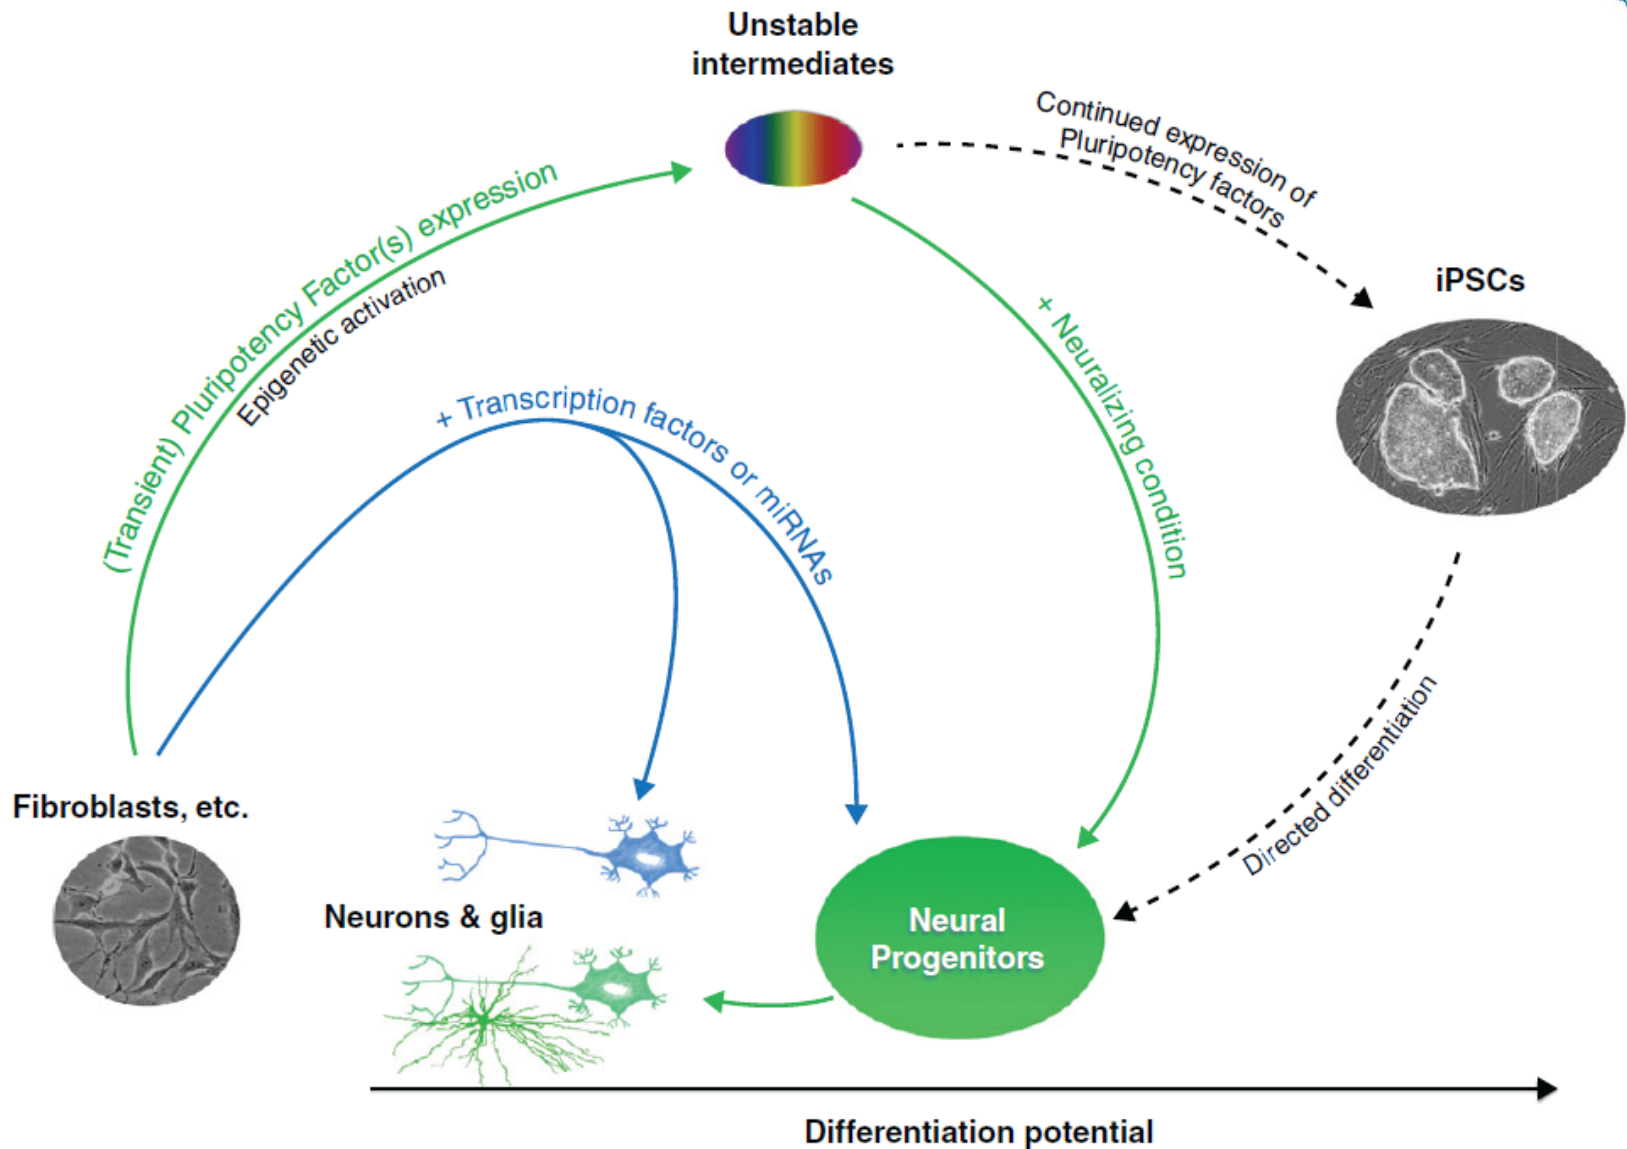 Unstable
intermediates
Continued expression of
Pluripotency factors
(Transient) Pluripotency Factor(s) expression
Epigenetic activation
iPSCs
+ Neuralizing condition
+ Transcription factors or miRNAs
Directed differentiation
Fibroblasts, etc.
Neurons & glia
Neural
Progenitors
Differentiation potential